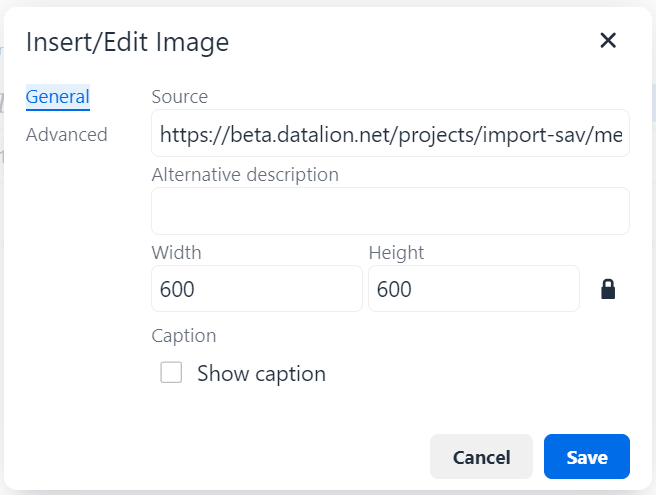 Insert/Edit Image
General
Advanced
Source
https://beta.datalion.net/projects/import-sav/me
Alternative description
Width
Height
600
600
Caption
Show caption
Cancel
Save